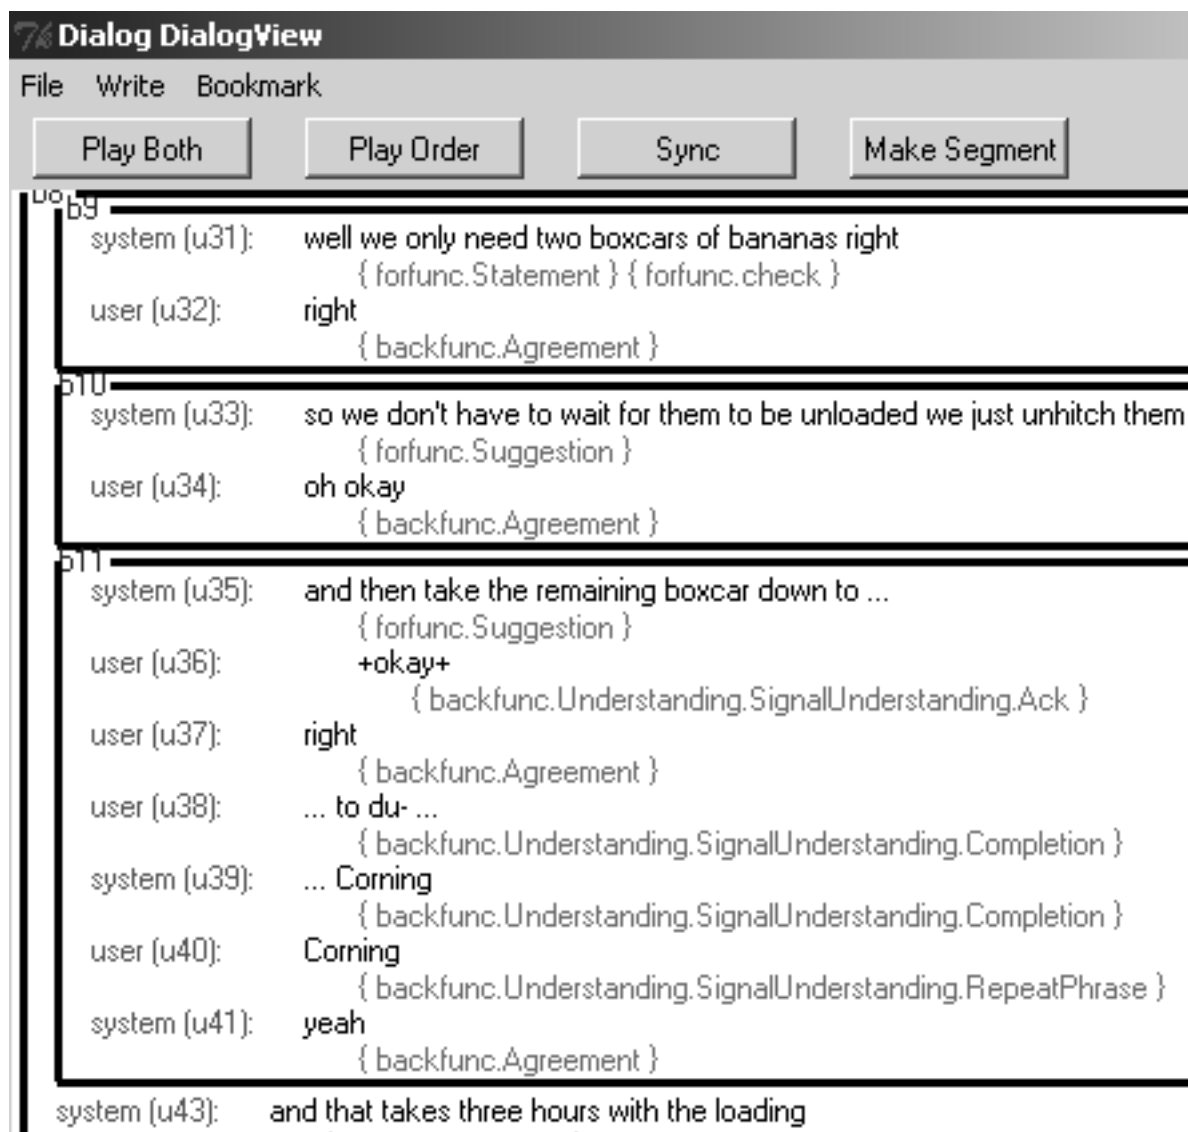 Dialog DialogView
File Write Bookmark
Play Both Play Order Sync Make Segment
b8
b9
system (u31): well we only need two boxcars of bananas right
{ forfunc.Statement } { forfunc.check }
user (u32): right
{ backfunc.Agreement }
b10
system (u33): so we don't have to wait for them to be unloaded we just unhitch them
{ forfunc.Suggestion }
user (u34): oh okay
{ backfunc.Agreement }
b11
system (u35): and then take the remaining boxcar down to ...
{ forfunc.Suggestion }
user (u36): +okay+
{ backfunc.Understanding.SignalUnderstanding.Ack }
user (u37): right
{ backfunc.Agreement }
user (u38): ... to du- ...
{ backfunc.Understanding.SignalUnderstanding.Completion }
system (u39): ... Corning
{ backfunc.Understanding.SignalUnderstanding.Completion }
user (u40): Corning
{ backfunc.Understanding.SignalUnderstanding.RepeatPhrase }
system (u41): yeah
{ backfunc.Agreement }
system (u43): and that takes three hours with the loading